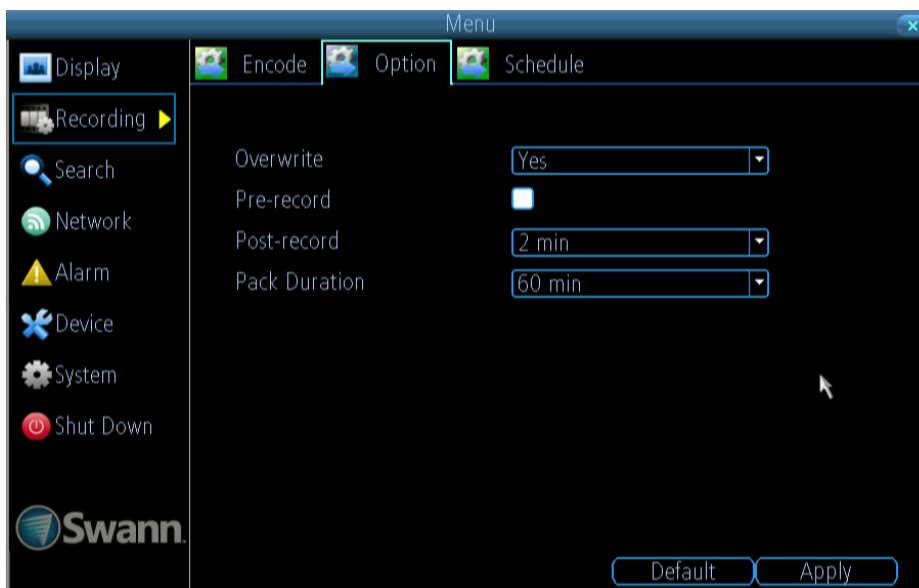 Menu
Display
Recording
Search
Network
Alarm
Device
System
Shut Down
Swann
Encode
Option
Schedule
Overwrite
Yes
Pre-record
Post-record
2 min
Pack Duration
60 min
Default
Apply